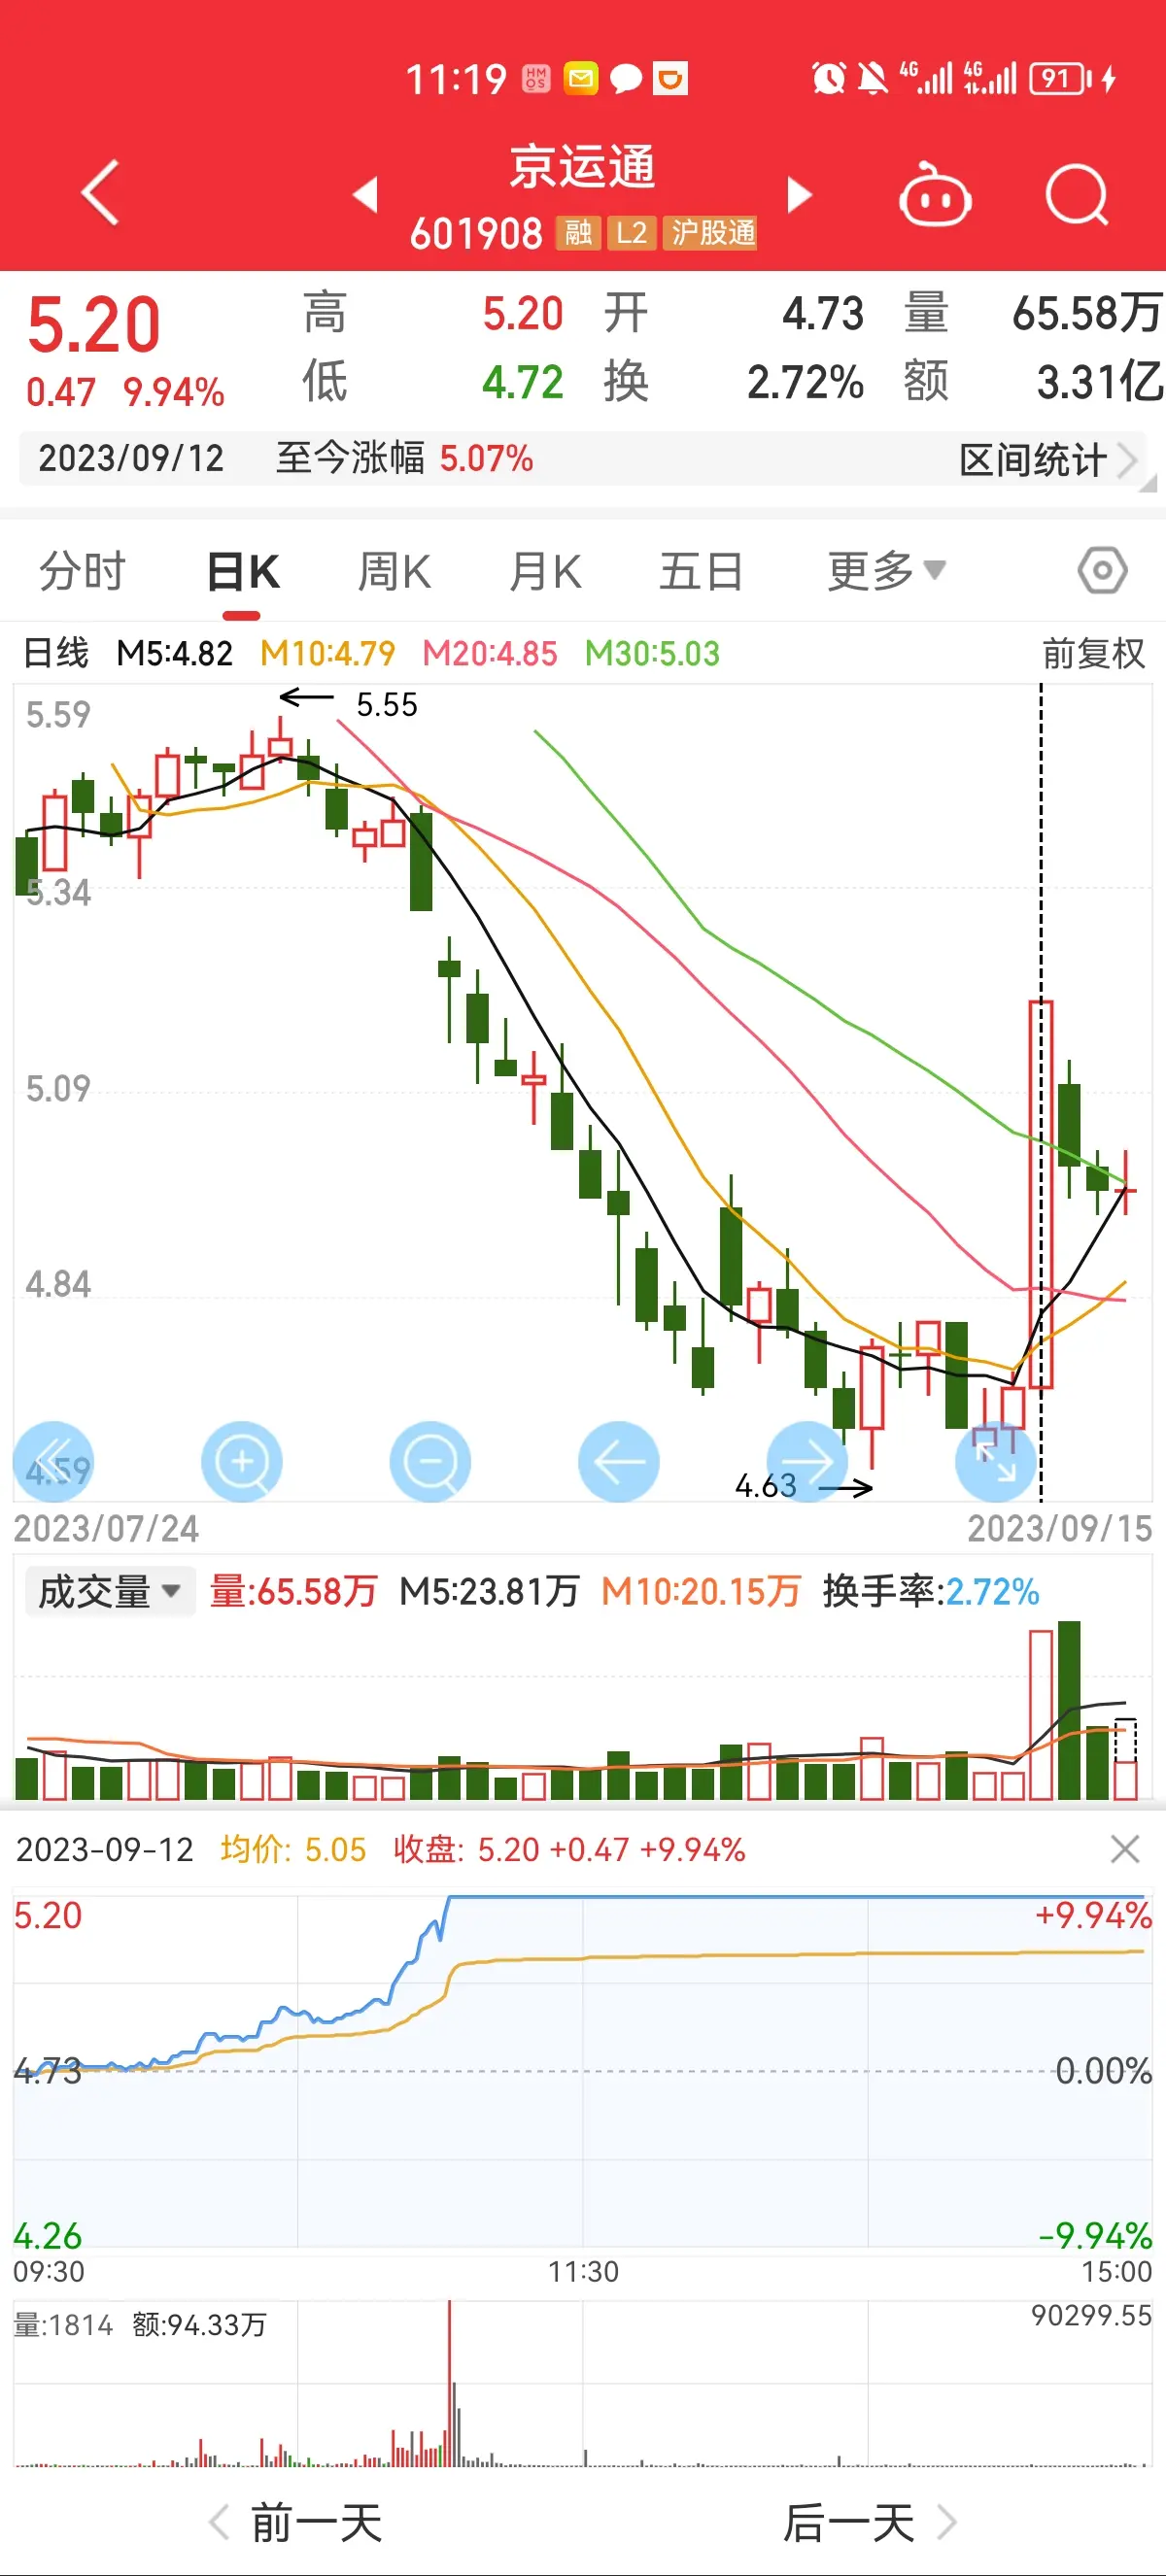 11:19 HM OS 4G 4G 91
京运通
601908 融 L2 沪股通
5.20 高 5.20 开 4.73 量 65.58万
0.47 9.94% 低 4.72 换 2.72% 额 3.31亿
2023/09/12 至今涨幅 5.07% 区间统计
分时 日K 周K 月K 五日 更多
日线 M5:4.82 M10:4.79 M20:4.85 M30:5.03 前复权
5.59 5.55
5.34
5.09
4.84
4.59 4.63
2023/07/24 2023/09/15
成交量 量:65.58万 M5:23.81万 M10:20.15万 换手率:2.72%
2023-09-12 均价: 5.05 收盘: 5.20 +0.47 +9.94%
5.20 +9.94%
4.73 0.00%
4.26 -9.94%
09:30 11:30 15:00
量:1814 额:94.33万 90299.55
前一天 后一天